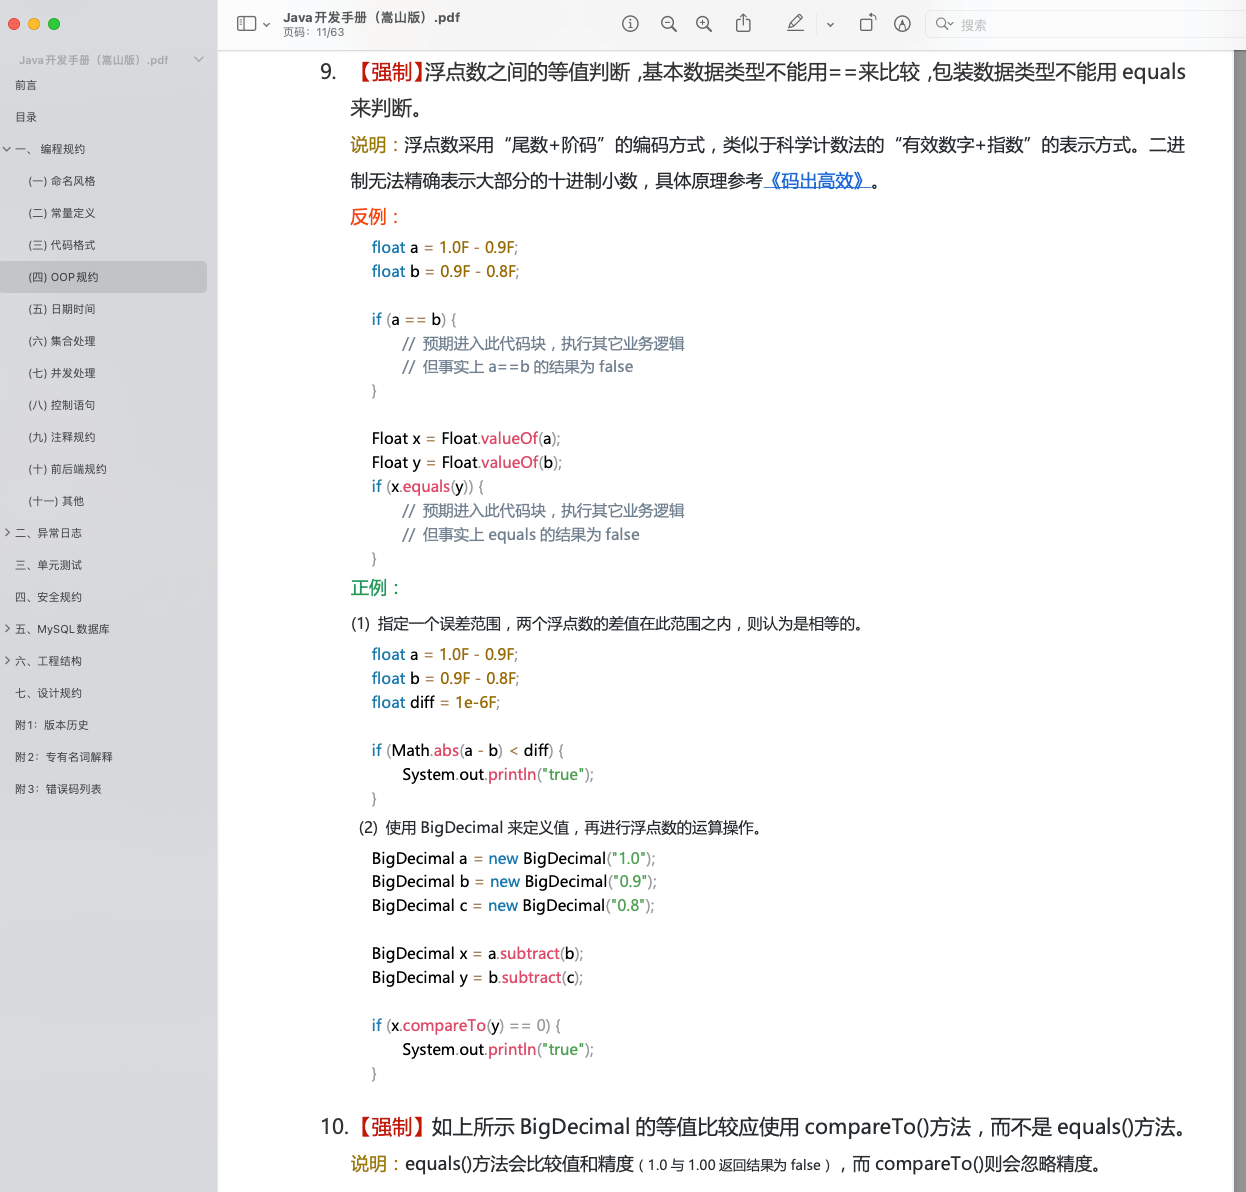 Java开发手册（嵩山版）.pdf
页码：11/63
搜索
Java开发手册（嵩山版）.pdf
前言
目录
一、 编程规约
(一) 命名风格
(二) 常量定义
(三) 代码格式
(四) OOP规约
(五) 日期时间
(六) 集合处理
(七) 并发处理
(八) 控制语句
(九) 注释规约
(十) 前后端规约
(十一) 其他
二、异常日志
三、单元测试
四、安全规约
五、MySQL数据库
六、工程结构
七、设计规约
附1：版本历史
附2：专有名词解释
附3：错误码列表
9. 【强制】浮点数之间的等值判断，基本数据类型不能用==来比较，包装数据类型不能用 equals
来判断。
说明：浮点数采用“尾数+阶码”的编码方式，类似于科学计数法的“有效数字+指数”的表示方式。二进
制无法精确表示大部分的十进制小数，具体原理参考《码出高效》。
反例：
float a = 1.0F - 0.9F;
float b = 0.9F - 0.8F;
if (a == b) {
// 预期进入此代码块，执行其它业务逻辑
// 但事实上 a==b 的结果为 false
}
Float x = Float.valueOf(a);
Float y = Float.valueOf(b);
if (x.equals(y)) {
// 预期进入此代码块，执行其它业务逻辑
// 但事实上 equals 的结果为 false
}
正例：
(1) 指定一个误差范围，两个浮点数的差值在此范围之内，则认为是相等的。
float a = 1.0F - 0.9F;
float b = 0.9F - 0.8F;
float diff = 1e-6F;
if (Math.abs(a - b) < diff) {
System.out.println("true");
}
(2) 使用 BigDecimal 来定义值，再进行浮点数的运算操作。
BigDecimal a = new BigDecimal("1.0");
BigDecimal b = new BigDecimal("0.9");
BigDecimal c = new BigDecimal("0.8");
BigDecimal x = a.subtract(b);
BigDecimal y = b.subtract(c);
if (x.compareTo(y) == 0) {
System.out.println("true");
}
10.【强制】如上所示 BigDecimal 的等值比较应使用 compareTo()方法，而不是 equals()方法。
说明：equals()方法会比较值和精度（1.0 与 1.00 返回结果为 false），而 compareTo()则会忽略精度。